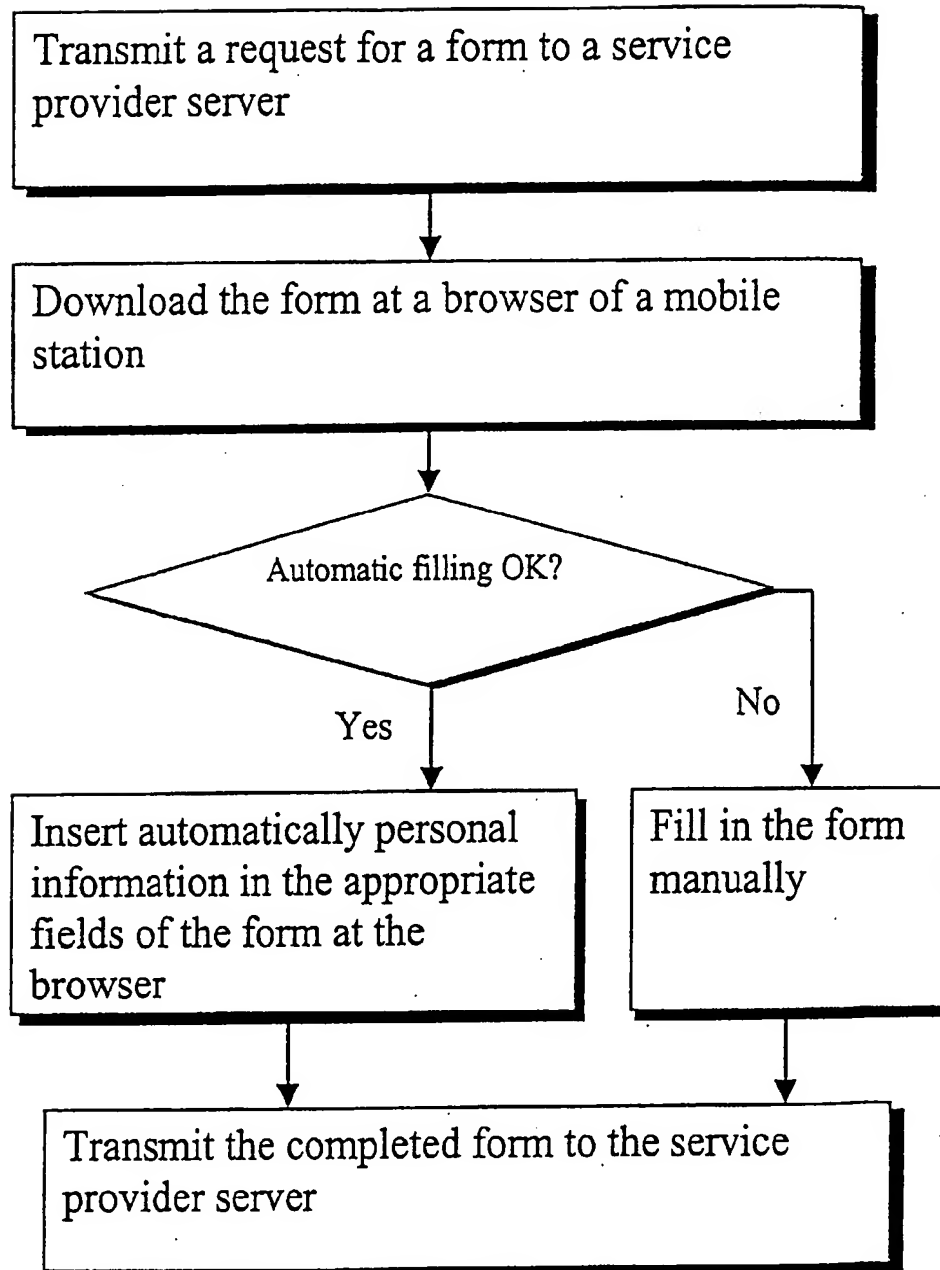 Transmit a request for a form to a service
provider server
Download the form at a browser of a mobile
station
Automatic filling OK?
Yes
No
Insert automatically personal
information in the appropriate
fields of the form at the
browser
Fill in the form
manually
Transmit the completed form to the service
provider server